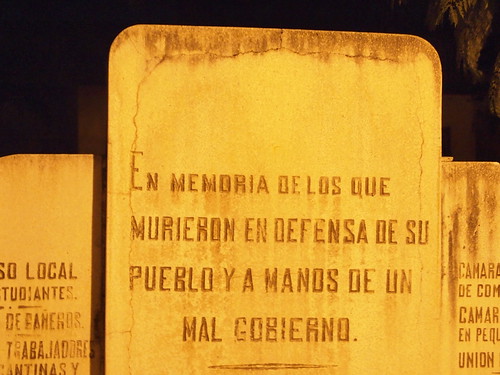 EN MEMORIA DE LOS QUE
MURIERON EN DEFENSA DE SU
PUEBLO Y A MANOS DE UN
MAL GOBIERNO.
SO LOCAL
TUDIANTES.
DE BAÑEROS.
TRABAJADORES
CANTINAS Y
CAMARA
DE COM
CAMAR
EN PEQU
UNION